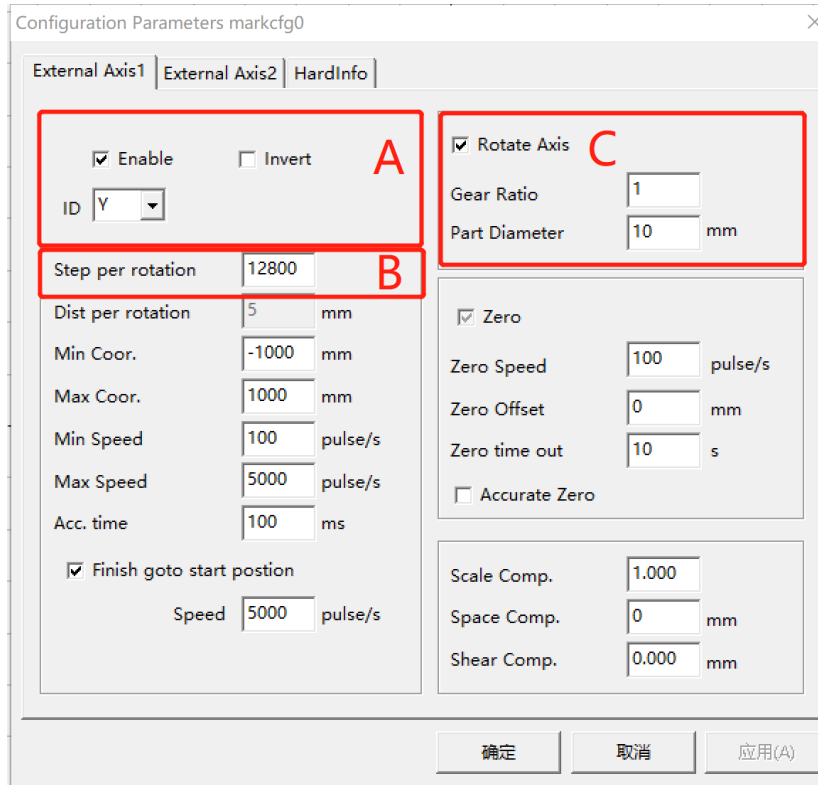 Configuration Parameters markcfg0
External Axis1 External Axis2 HardInfo
Enable Invert A
ID Y
Step per rotation 12800 B
Dist per rotation 5 mm
Min Coor. -1000 mm
Max Coor. 1000 mm
Min Speed 100 pulse/s
Max Speed 5000 pulse/s
Acc. time 100 ms
Finish goto start postion
Speed 5000 pulse/s
Rotate Axis C
Gear Ratio 1
Part Diameter 10 mm
Zero
Zero Speed 100 pulse/s
Zero Offset 0 mm
Zero time out 10 s
Accurate Zero
Scale Comp. 1.000
Space Comp. 0 mm
Shear Comp. 0.000 mm
确定 取消 应用(A)